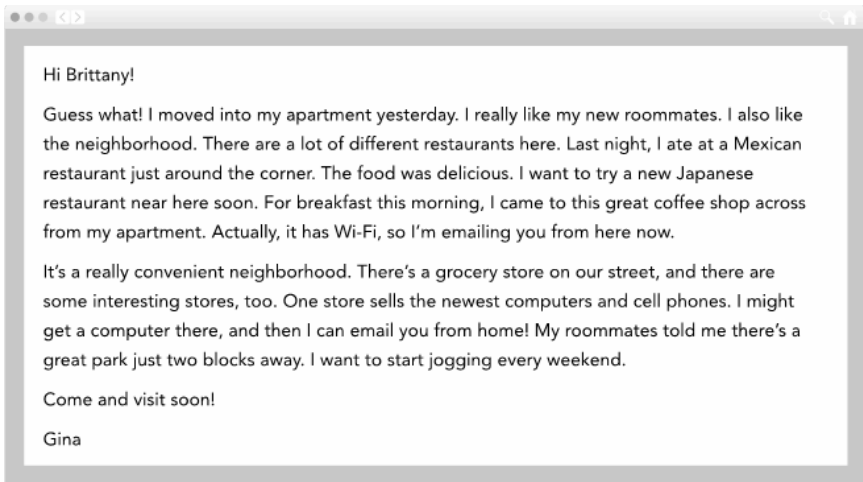 Hi Brittany!
Guess what! I moved into my apartment yesterday. I really like my new roommates. I also like
the neighborhood. There are a lot of different restaurants here. Last night, I ate at a Mexican
restaurant just around the corner. The food was delicious. I want to try a new Japanese
restaurant near here soon. For breakfast this morning, I came to this great coffee shop across
from my apartment. Actually, it has Wi-Fi, so I’m emailing you from here now.
It’s a really convenient neighborhood. There’s a grocery store on our street, and there are
some interesting stores, too. One store sells the newest computers and cell phones. I might
get a computer there, and then I can email you from home! My roommates told me there’s a
great park just two blocks away. I want to start jogging every weekend.
Come and visit soon!
Gina